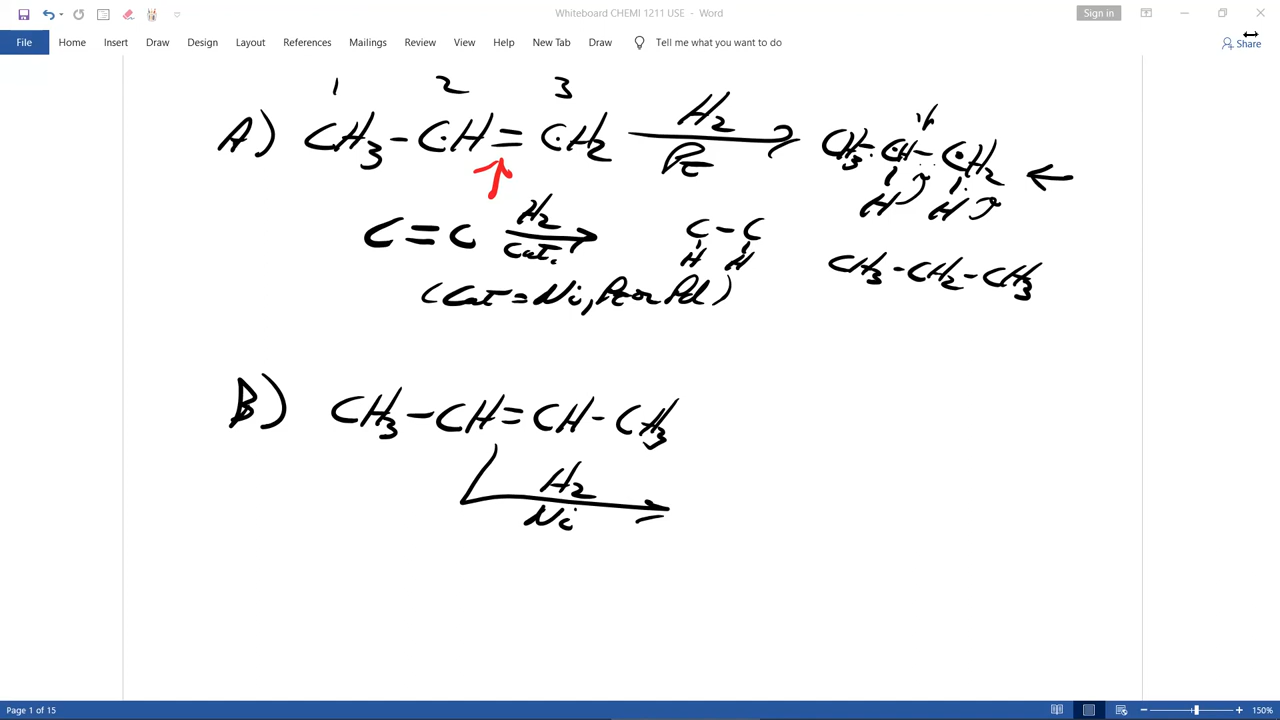 Whiteboard CHEMI 1211 USE - Word
Sign in
File Home Insert Draw Design Layout References Mailings Review View Help New Tab Draw Tell me what you want to do Share
1 2 3
A) CH3-CH=CH2 H2 Pt CH3-CH-CH2
H H
C=C H2 Cat. C-C
H H
CH3-CH2-CH3
(Cat=Ni, Pt or Pd)
B) CH3-CH=CH-CH3
H2
Ni
Page 1 of 15
150%